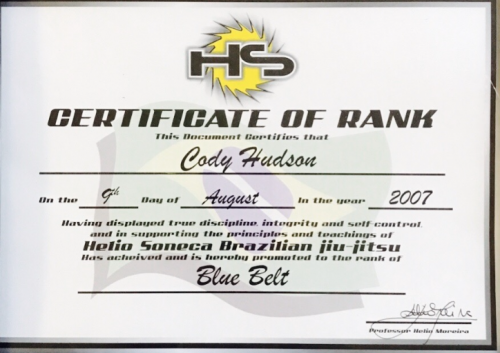 HS
CERTIFICATE OF RANK
This Document Certifies that
Cody Hudson
On the 9th Day of August In the year 2007
Having displayed true discipline, integrity and self-control,
and in supporting the principles and teachings of
Helio Soneca Brazilian jiu-jitsu
Has acheived and is hereby promoted to the rank of
Blue Belt
Professor Helio Moreira